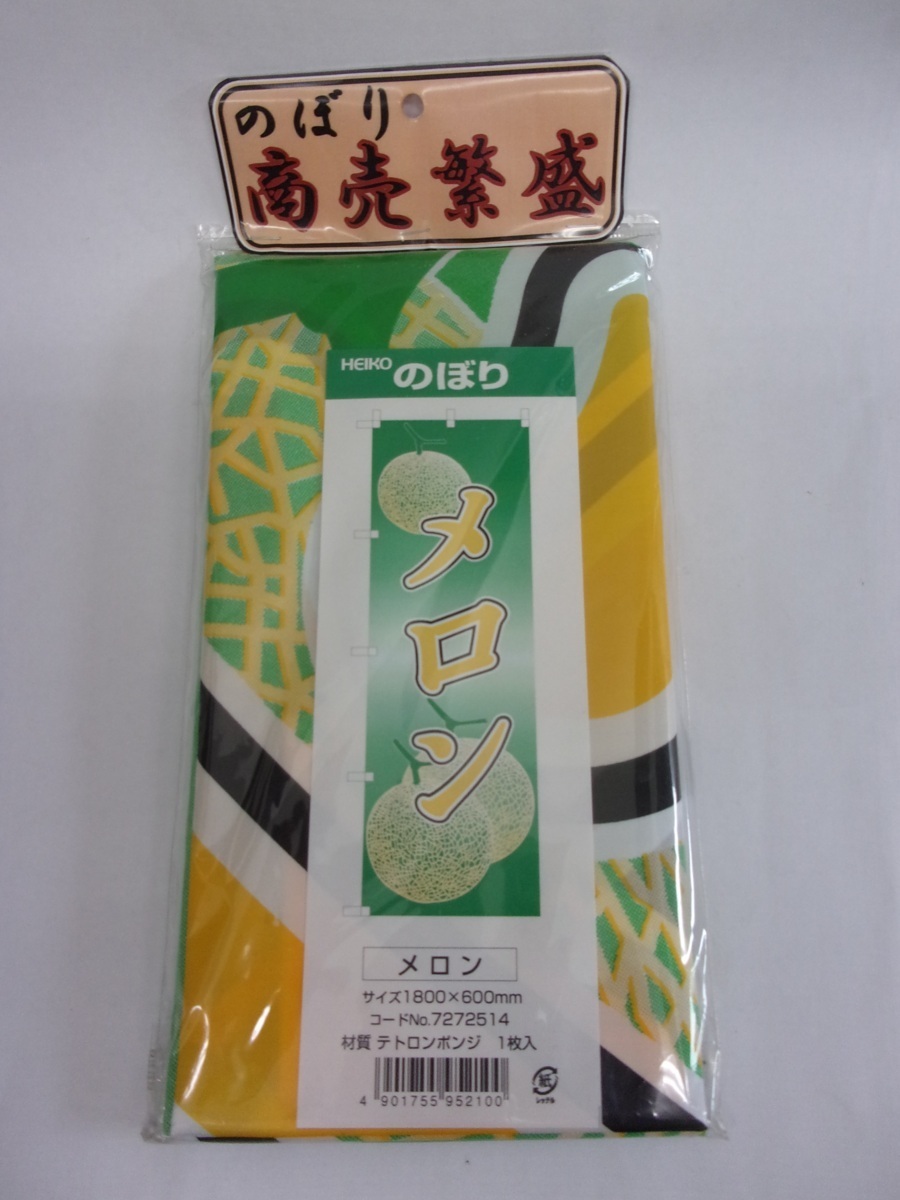 のぼり
商売繁盛
HEIKO のぼり
メロン
メロン
サイズ1800×600mm
コードNo.7272514
材質 テトロンポンジ 1枚入
4 901755 952100
紙